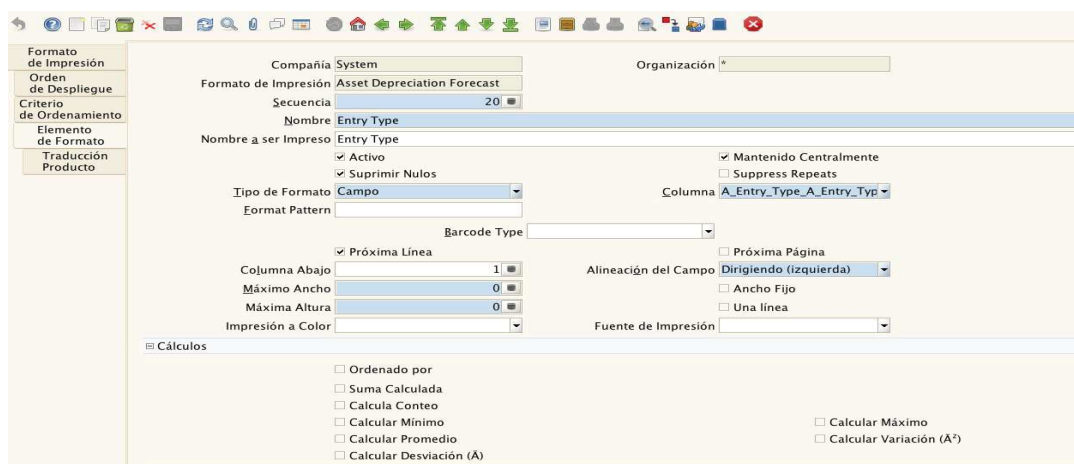 Formato
de Impresión
Orden
de Despliegue
Criterio
de Ordenamiento
Elemento
de Formato
Traducción
Producto
Compañía System Organización *
Formato de Impresión Asset Depreciation Forecast
Secuencia 20
Nombre Entry Type
Nombre a ser Impreso Entry Type
Activo Mantenido Centralmente
Suprimir Nulos Suppress Repeats
Tipo de Formato Campo Columna A_Entry_Type_A_Entry_Typ
Format Pattern
Barcode Type
Próxima Línea Próxima Página
Columna Abajo 1 Alineación del Campo Dirigiendo (izquierda)
Máximo Ancho 0 Ancho Fijo
Máxima Altura 0 Una línea
Impresión a Color Fuente de Impresión
Cálculos
Ordenado por
Suma Calculada
Calcula Conteo
Calcular Mínimo Calcular Máximo
Calcular Promedio Calcular Variación (Â²)
Calcular Desviación (Â)